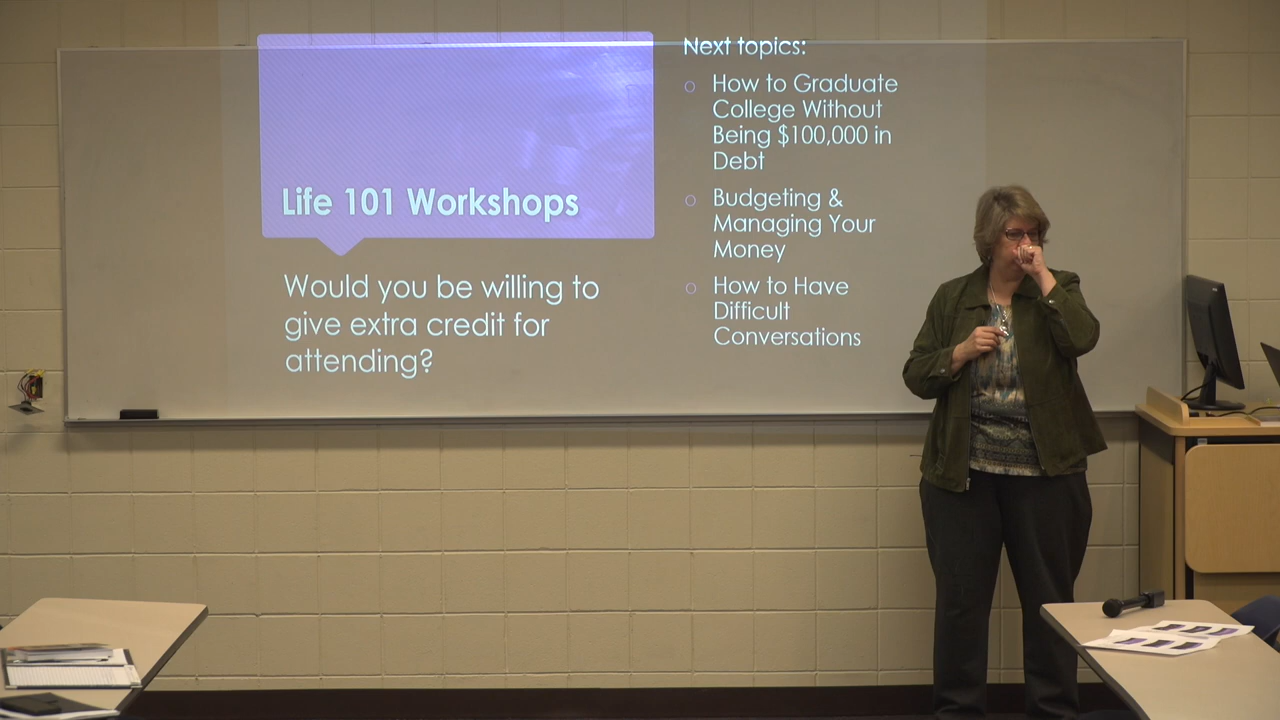 Life 101 Workshops
Would you be willing to
give extra credit for
attending?
Next topics:
How to Graduate
College Without
Being $100,000 in
Debt
Budgeting &
Managing Your
Money
How to Have
Difficult
Conversations